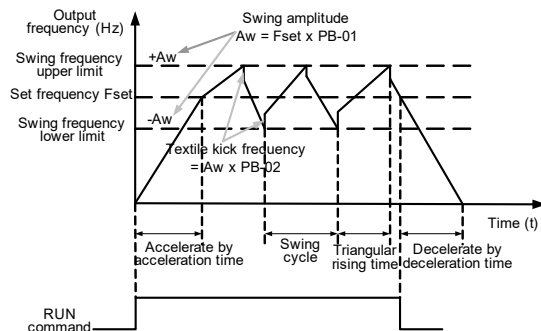 Output
frequency (Hz)
Swing amplitude
Aw = Fset x PB-01
Swing frequency
upper limit
+Aw
Set frequency Fset
Swing frequency
lower limit
-Aw
Textile kick frequency
= Aw x PB-02
Time (t)
Accelerate by
acceleration time
Swing
cycle
Triangular
rising time
Decelerate by
deceleration time
RUN
command